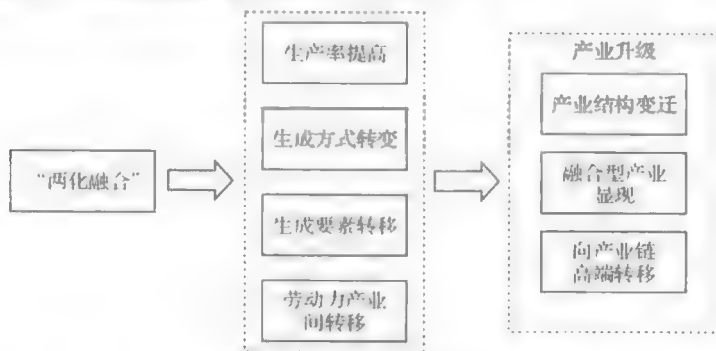 "两化融合"
生产率提高
生成方式转变
生成要素转移
劳动力产业
间转移
产业升级
产业结构变迁
融合型产业
显现
向产业链
高端转移